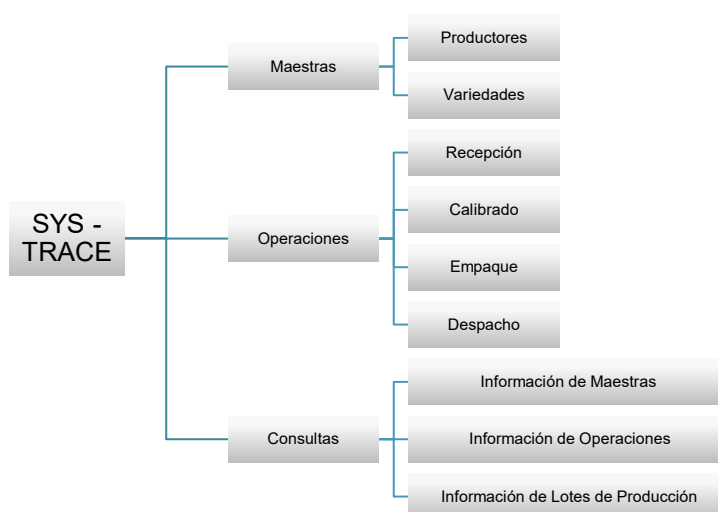 SYS -
TRACE
Maestras
Productores
Variedades
Operaciones
Recepción
Calibrado
Empaque
Despacho
Consultas
Información de Maestras
Información de Operaciones
Información de Lotes de Producción